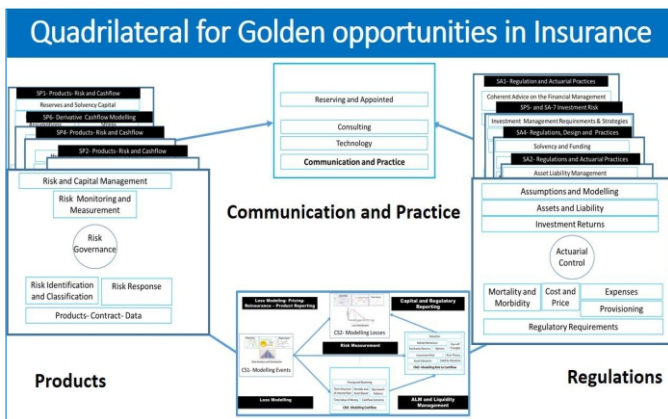 Quadrilateral for Golden opportunities in Insurance
SP1- Products- Risk and Cashflow
Reserves and Solvency Capital
SP6- Derivative Cashflow Modelling
SP4- Products- Risk and Cashflow
SP2- Products- Risk and Cashflow
Risk and Capital Management
Risk Monitoring and
Measurement
Risk
Governance
Risk Identification
and Classification
Risk Response
Products- Contract- Data
Products
Reserving and Appointed
Consulting
Technology
Communication and Practice
Communication and Practice
SA1- Regulation and Actuarial Practices
Coherent Advice on the Financial Management
SP5- and SA-7 Investment Risk
Investment Management Requirements & Strategies
SA4- Regulations, Design and Practices
Solvency and Funding
SA2- Regulations and Actuarial Practices
Asset Liability Management
Assumptions and Modelling
Assets and Liability
Investment Returns
Actuarial
Control
Mortality and
Morbidity
Cost and
Price
Expenses
Provisioning
Regulatory Requirements
Regulations
Loss Modeling- Pricing-
Reinsurance - Product Reporting
Capital and Regulatory
Reporting
CS2- Modelling Losses
Risk Measurement
CS1- Modelling Events
Loss Modelling
ALM and Liquidity
Management